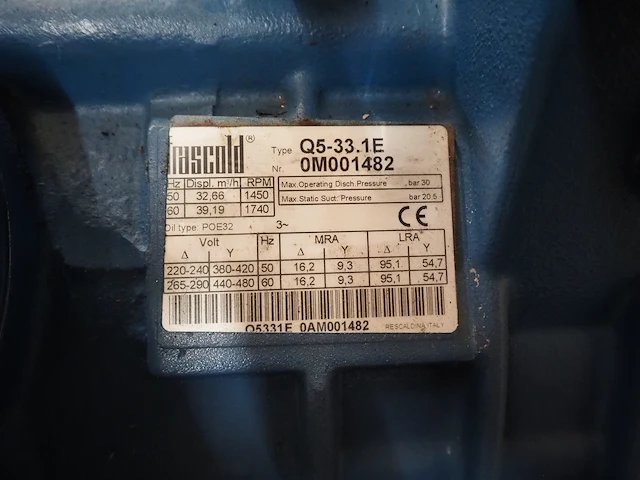 frascold® Type Q5-33.1E
Nr. 0M001482
Hz Displ. m³/h RPM
50 32,66 1450
60 39,19 1740
Max.Operating Disch.Pressure bar 30
Max.Static Suct.Pressure bar 20.5
Oil type: POE32 3~ CE
Volt Hz MRA LRA
Δ Y Δ Y Δ Y
220-240 380-420 50 16,2 9,3 95,1 54,7
265-290 440-480 60 16,2 9,3 95,1 54,7
Q5331E 0AM001482 RESCALDINA ITALY